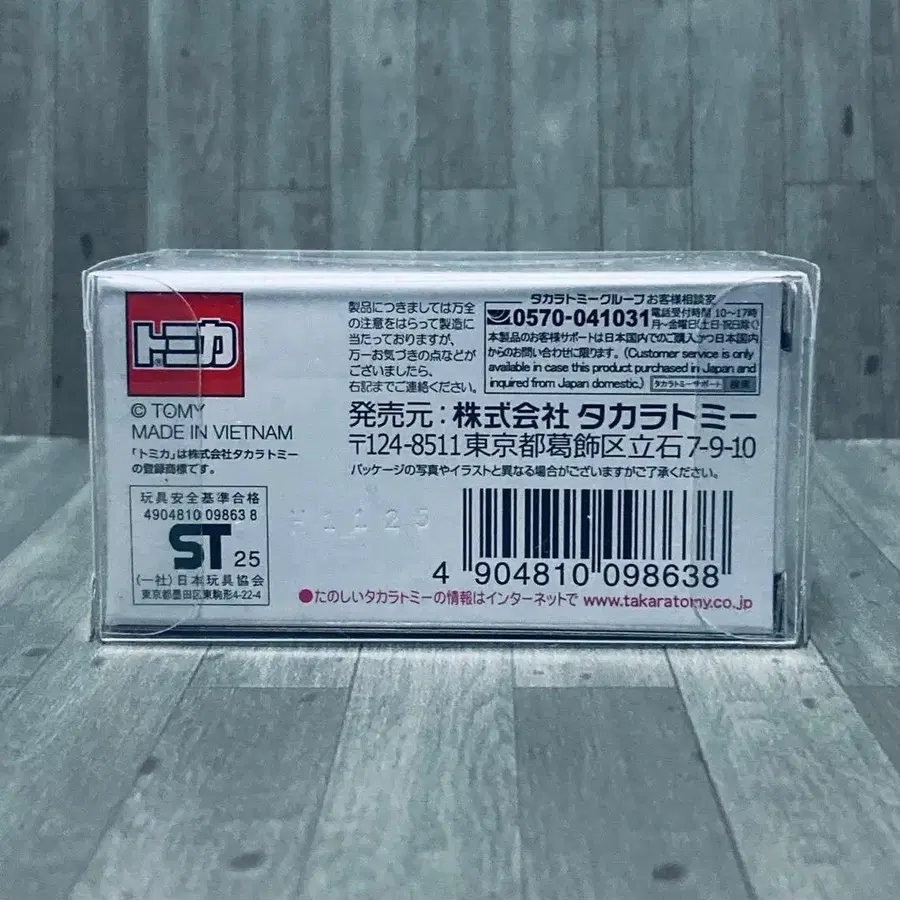 トミカ
®
© TOMY
MADE IN VIETNAM
「トミカ」は株式会社タカラトミー
の登録商標です。
玩具安全基準合格
4904810 09863 8
ST 25
(一社)日本玩具協会
東京都墨田区東駒形4-22-4
製品につきましては万全
の注意をはらって製造に
当たっておりますが、
万一お気づきの点などが
ございましたら、
右記までご連絡ください。
タカラトミーグループお客様相談室
0570-041031 電話受付時間 10〜17時
月〜金曜日(土日・祝日除く)
本製品のお客様サポートは日本国内でのご購入かつ日本国内
からのお問い合わせに限ります。(Customer service is only
available in case this product purchased in Japan and
inquired from Japan domestic.) タカラトミーサポート 検索
発売元:株式会社 タカラトミー
〒124-8511東京都葛飾区立石7-9-10
パッケージの写真やイラストと異なる場合がございますがご了承ください。
4 904810 098638
●たのしいタカラトミーの情報はインターネットで www.takaratomy.co.jp